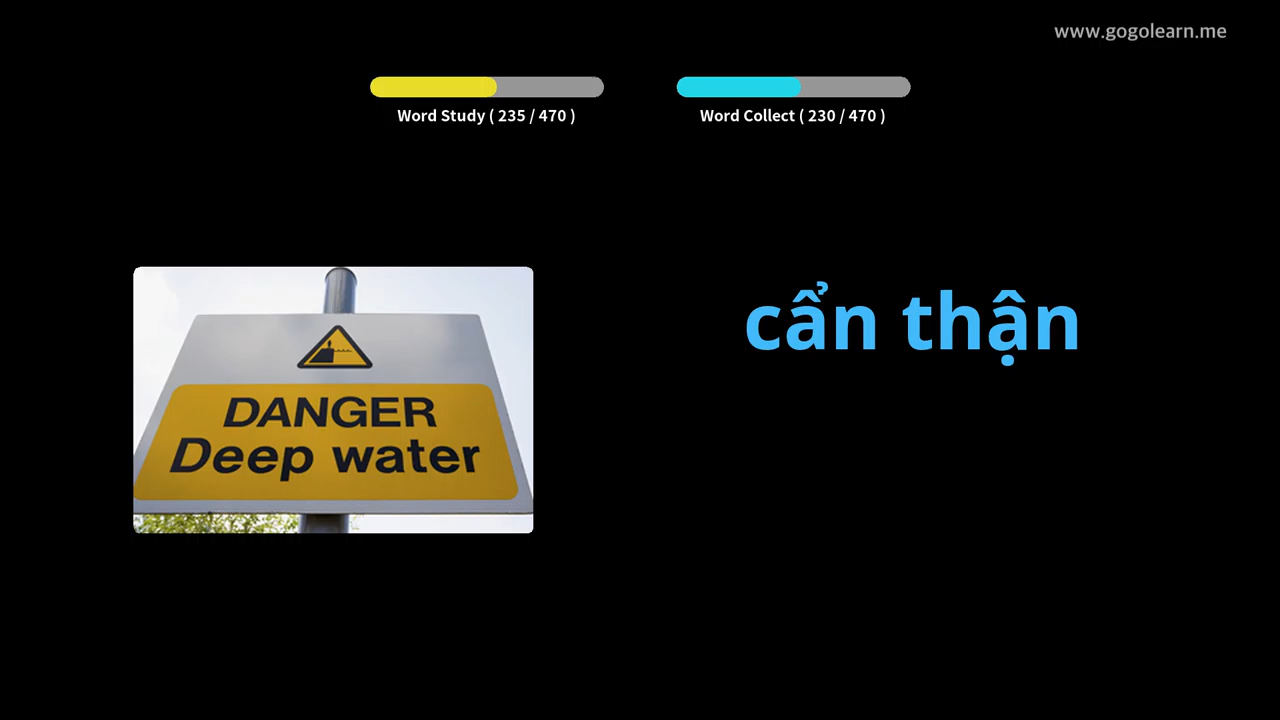 www.gogolearn.me
Word Study ( 235 / 470 )
Word Collect ( 230 / 470 )
cẩn thận
DANGER
Deep water